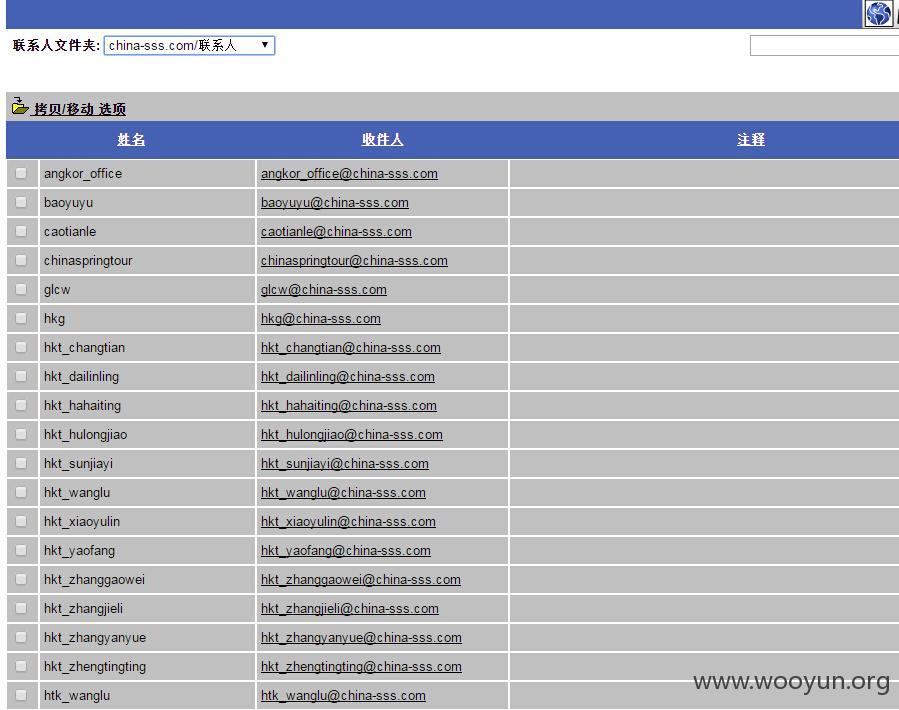 联系人文件夹: china-sss.com/联系人
拷贝/移动 选项
姓名 收件人 注释
angkor_office angkor_office@china-sss.com
baoyuyu baoyuyu@china-sss.com
caotianle caotianle@china-sss.com
chinaspringtour chinaspringtour@china-sss.com
glcw glcw@china-sss.com
hkg hkg@china-sss.com
hkt_changtian hkt_changtian@china-sss.com
hkt_dailinling hkt_dailinling@china-sss.com
hkt_hahaiting hkt_hahaiting@china-sss.com
hkt_hulongjiao hkt_hulongjiao@china-sss.com
hkt_sunjiayi hkt_sunjiayi@china-sss.com
hkt_wanglu hkt_wanglu@china-sss.com
hkt_xiaoyulin hkt_xiaoyulin@china-sss.com
hkt_yaofang hkt_yaofang@china-sss.com
hkt_zhanggaowei hkt_zhanggaowei@china-sss.com
hkt_zhangjieli hkt_zhangjieli@china-sss.com
hkt_zhangyanyue hkt_zhangyanyue@china-sss.com
hkt_zhengtingting hkt_zhengtingting@china-sss.com
htk_wanglu htk_wanglu@china-sss.com
www.wooyun.org